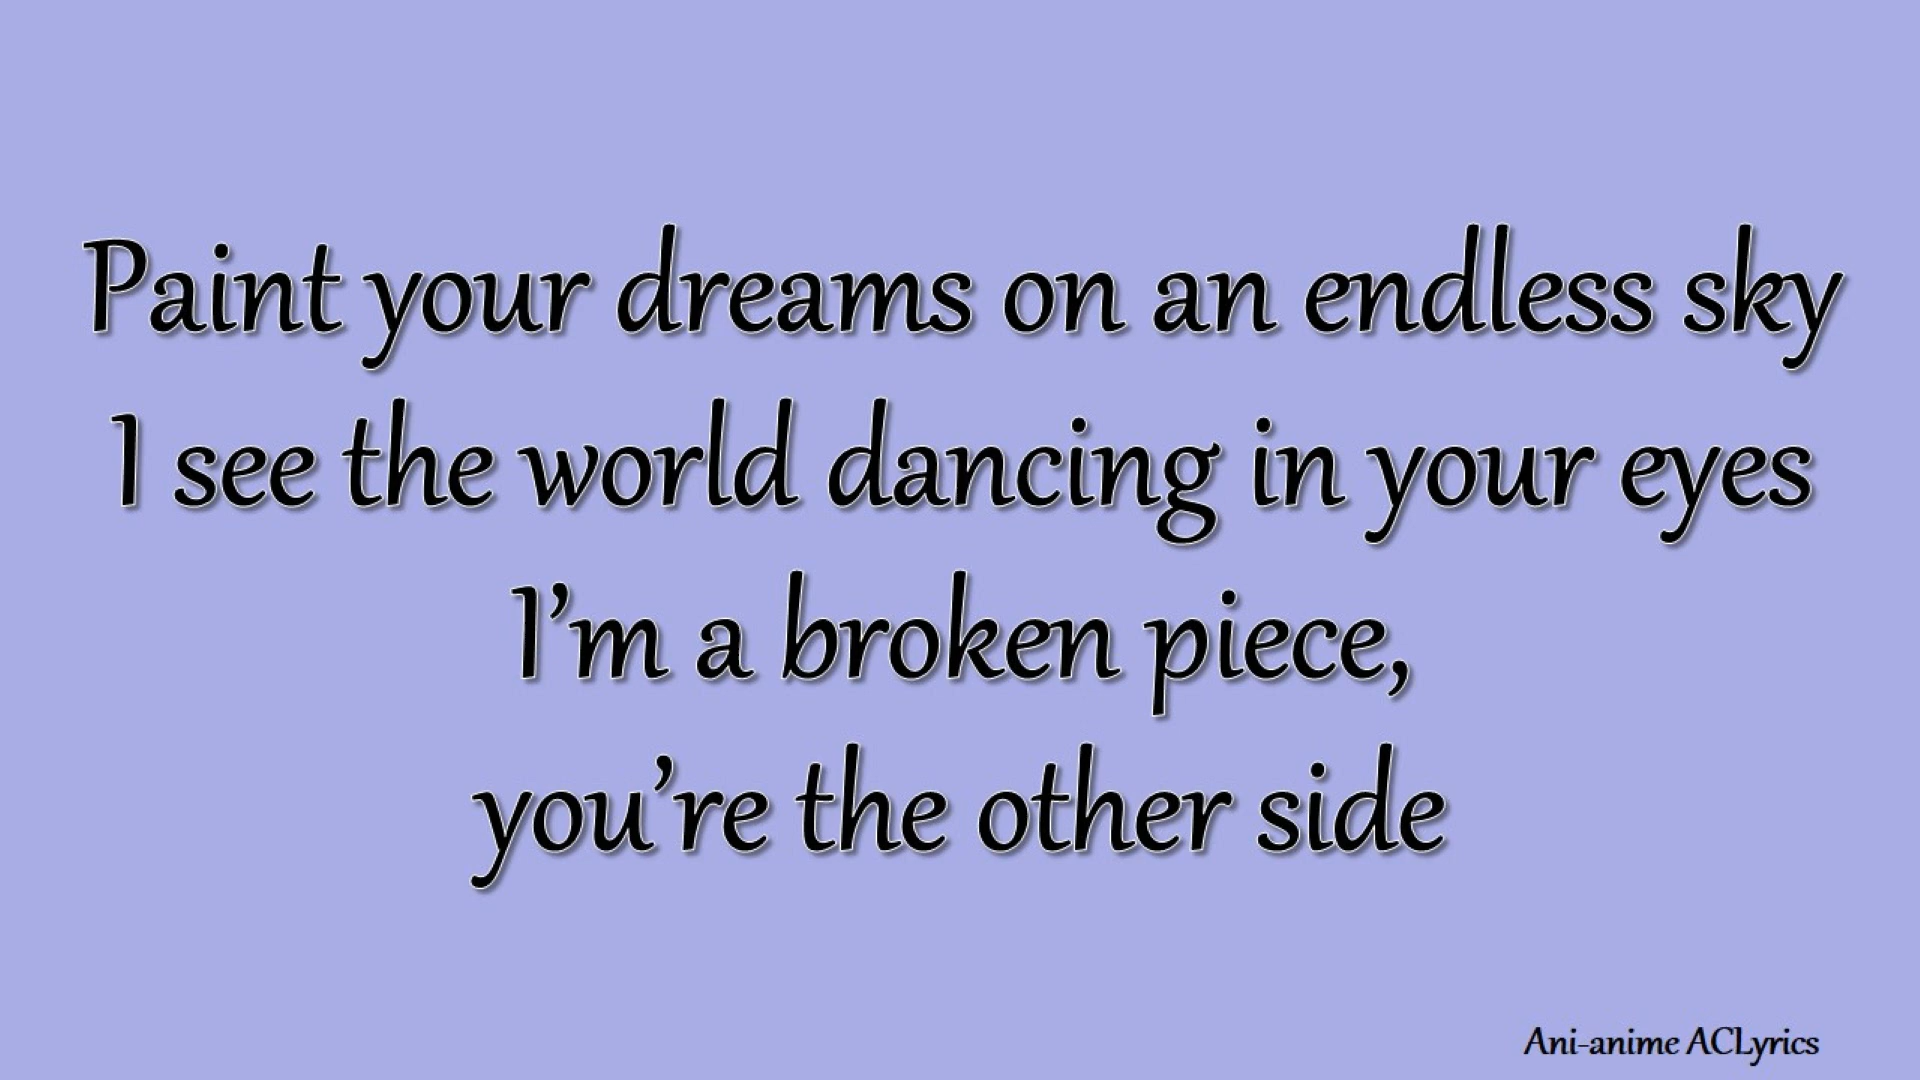 Paint your dreams on an endless sky
I see the world dancing in your eyes
I’m a broken piece,
you’re the other side
Ani-anime ACLyrics